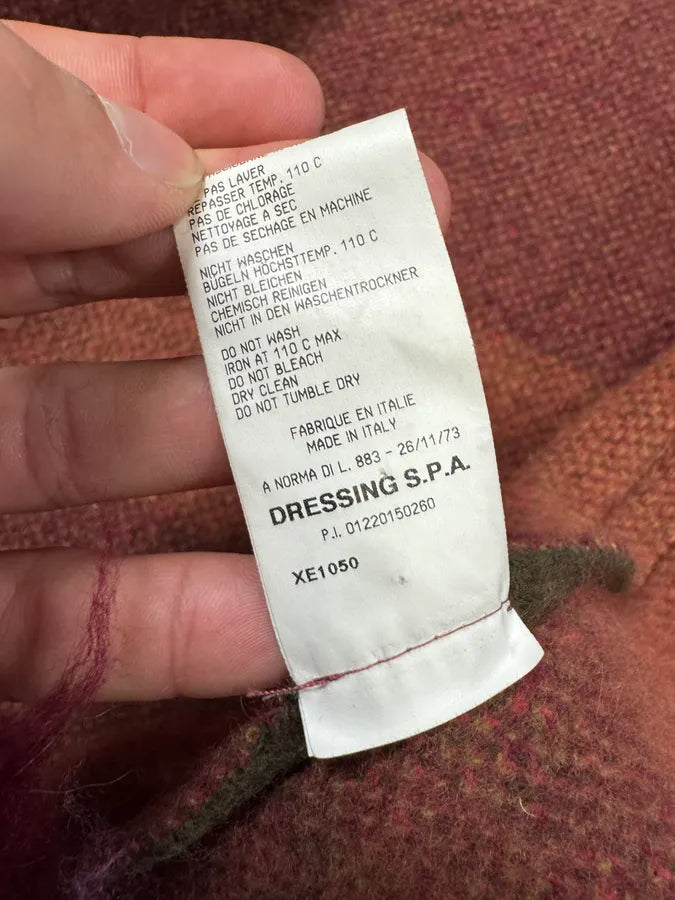 PAS LAVER
REPASSER TEMP. 110 C
PAS DE CHLORAGE
NETTOYAGE A SEC
PAS DE SECHAGE EN MACHINE
NICHT WASCHEN
BUGELN HÖCHSTTEMP. 110 C
NICHT BLEICHEN
CHEMISCH REINIGEN
NICHT IN DEN WASCHENTROCKNER
DO NOT WASH
IRON AT 110 C MAX
DO NOT BLEACH
DRY CLEAN
DO NOT TUMBLE DRY
FABRIQUE EN ITALIE
MADE IN ITALY
A NORMA DI L. 883 - 26/11/73
DRESSING S.P.A.
P.I. 01220150260
XE1050